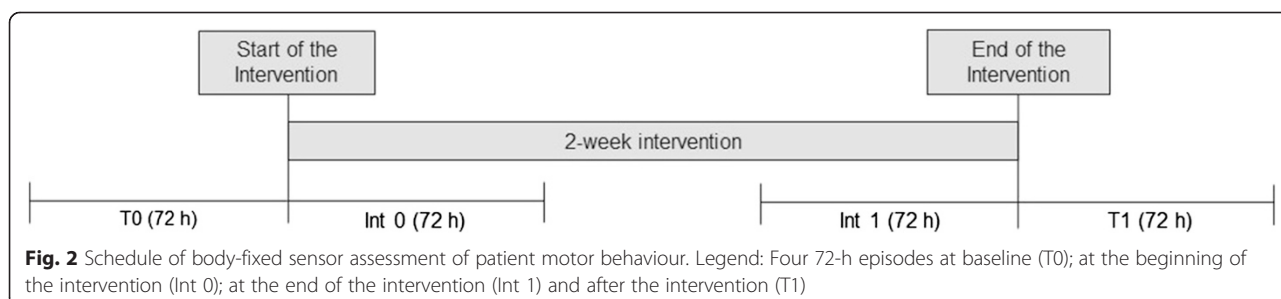 Start of the
Intervention
End of the
Intervention
2-week intervention
T0 (72 h)
Int 0 (72 h)
Int 1 (72 h)
T1 (72 h)
Fig. 2 Schedule of body-fixed sensor assessment of patient motor behaviour. Legend: Four 72-h episodes at baseline (T0); at the beginning of
the intervention (Int 0); at the end of the intervention (Int 1) and after the intervention (T1)